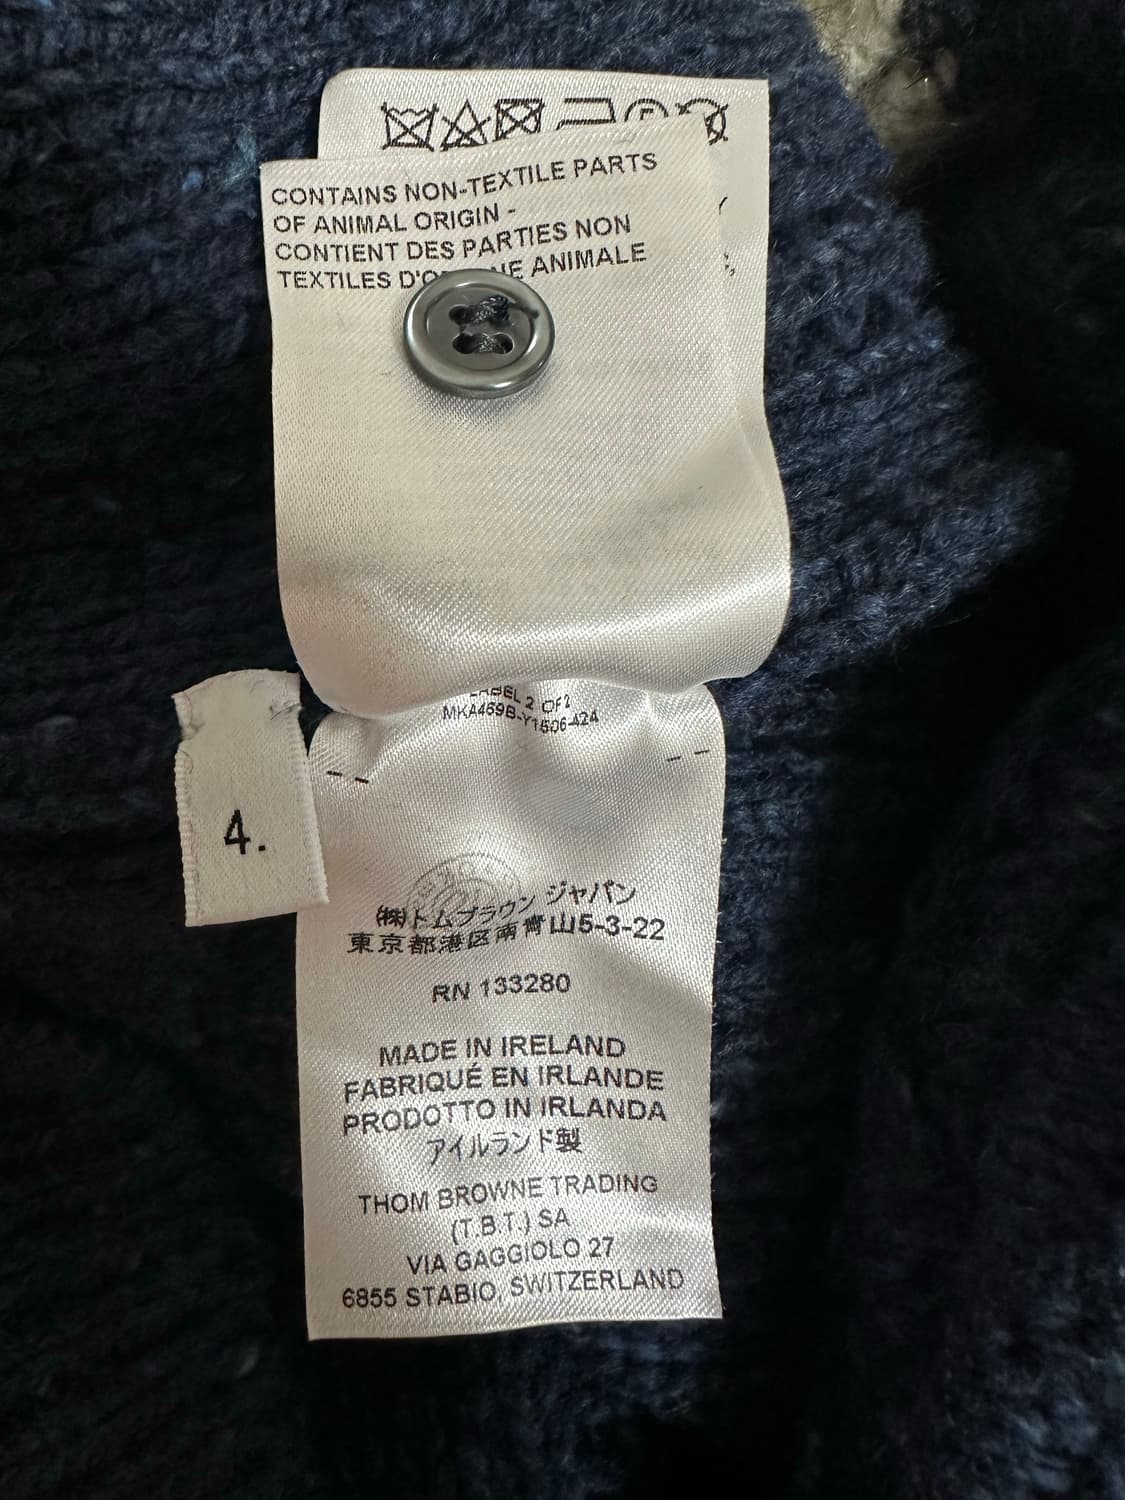 CONTAINS NON-TEXTILE PARTS
OF ANIMAL ORIGIN -
CONTIENT DES PARTIES NON
TEXTILES ANIMALE
LABEL 2 OF2
MKA469B-Y1506-424
4.
(株)トムブラウン ジャパン
東京都港区南青山5-3-22
RN 133280
MADE IN IRELAND
FABRIQUÉ EN IRLANDE
PRODOTTO IN IRLANDA
アイルランド製
THOM BROWNE TRADING
(T.B.T.) SA
VIA GAGGIOLO 27
6855 STABIO, SWITZERLAND